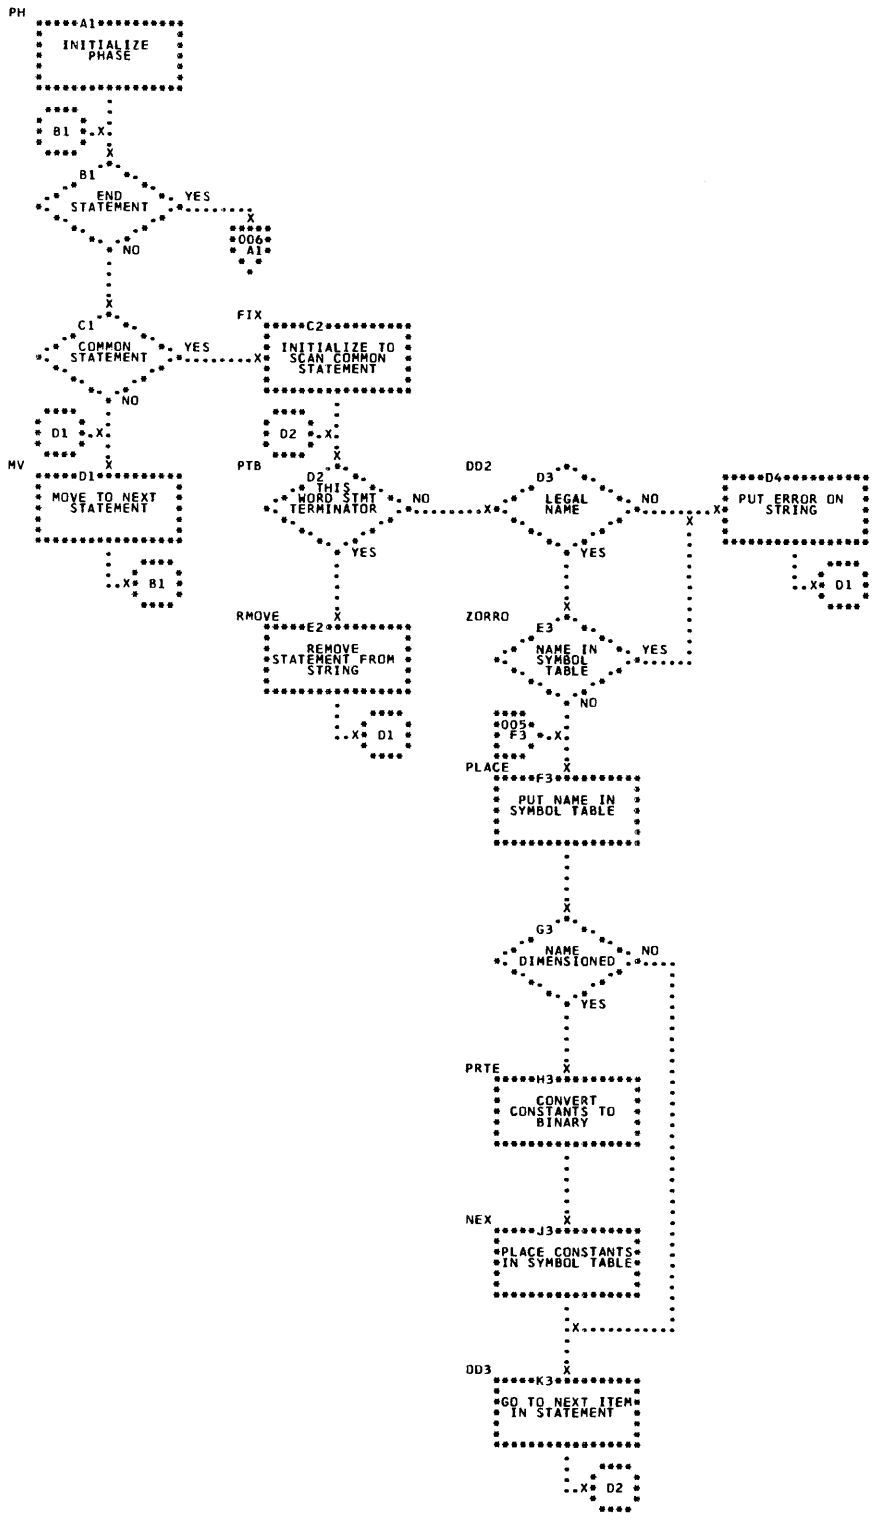 PH
A1
INITIALIZE
PHASE
B1
B1
END
STATEMENT
YES
NO
006
A1
C1
COMMON
STATEMENT
YES
NO
FIX
C2
INITIALIZE TO
SCAN COMMON
STATEMENT
D1
D2
MV
D1
MOVE TO NEXT
STATEMENT
B1
PTB
D2
THIS
WORD STMT
TERMINATOR
NO
YES
DD2
D3
LEGAL
NAME
NO
YES
D4
PUT ERROR ON
STRING
D1
RMOVE
E2
REMOVE
STATEMENT FROM
STRING
D1
ZORRO
E3
NAME IN
SYMBOL
TABLE
YES
NO
005
F3
PLACE
F3
PUT NAME IN
SYMBOL TABLE
G3
NAME
DIMENSIONED
NO
YES
PRTE
H3
CONVERT
CONSTANTS TO
BINARY
NEX
J3
PLACE CONSTANTS
IN SYMBOL TABLE
DD3
K3
GO TO NEXT ITEM
IN STATEMENT
D2